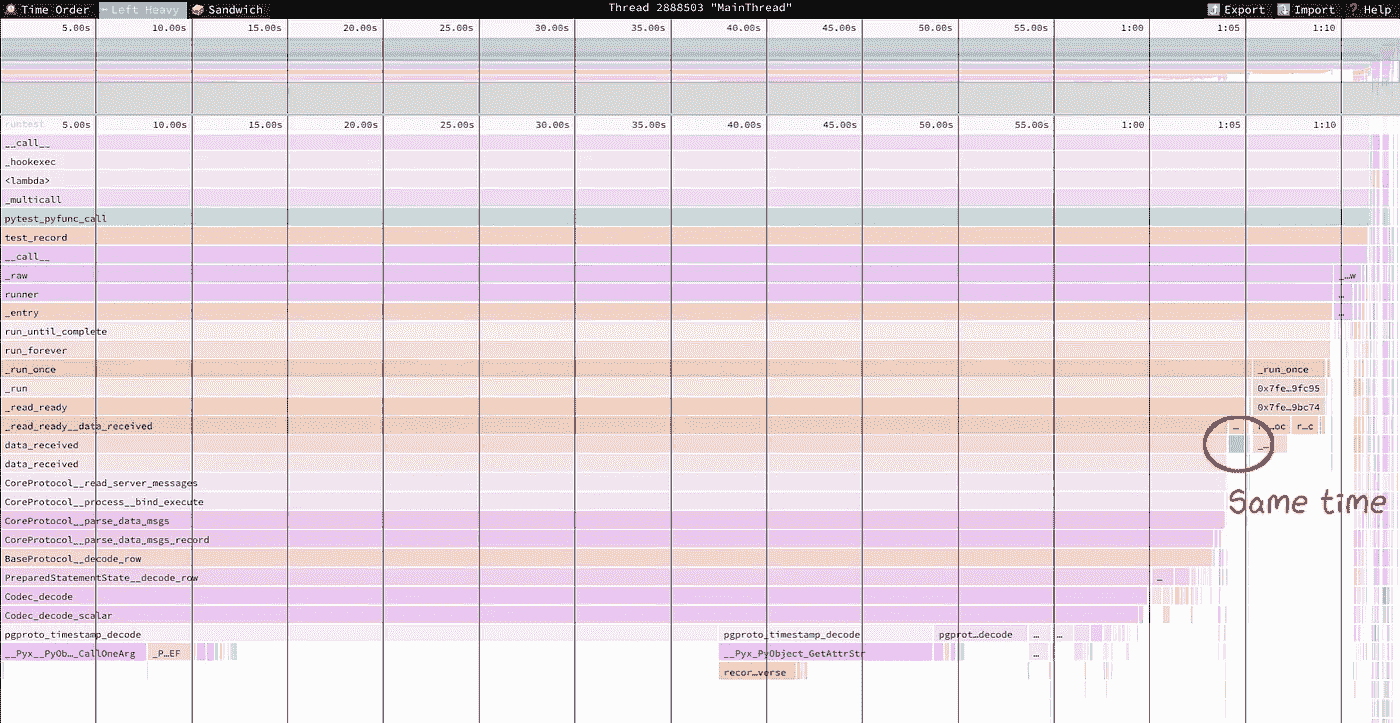 Time Order
Left Heavy
Sandwich
Thread 2888503 "MainThread"
Export
Import
Help
5.00s 10.00s 15.00s 20.00s 25.00s 30.00s 35.00s 40.00s 45.00s 50.00s 55.00s 1:00 1:05 1:10
runtest 5.00s 10.00s 15.00s 20.00s 25.00s 30.00s 35.00s 40.00s 45.00s 50.00s 55.00s 1:00 1:05 1:10
__call__
_hookexec
<lambda>
_multicall
pytest_pyfunc_call
test_record
__call__
_raw _…w
runner …
_entry …
run_until_complete
run_forever
_run_once _run_once
_run 0x7fe…9fc95
_read_ready 0x7fe…9bc74
_read_ready__data_received … …oc r…c
data_received _…
data_received
CoreProtocol__read_server_messages
CoreProtocol__process__bind_execute
Same time
CoreProtocol__parse_data_msgs
CoreProtocol__parse_data_msgs_record
BaseProtocol__decode_row
PreparedStatementState__decode_row …
Codec_decode
Codec_decode_scalar
pgproto_timestamp_decode pgproto_timestamp_decode pgprot…decode … …
__Pyx__PyOb…_CallOneArg _P…EF __Pyx_PyObject_GetAttrStr …
recor…verse